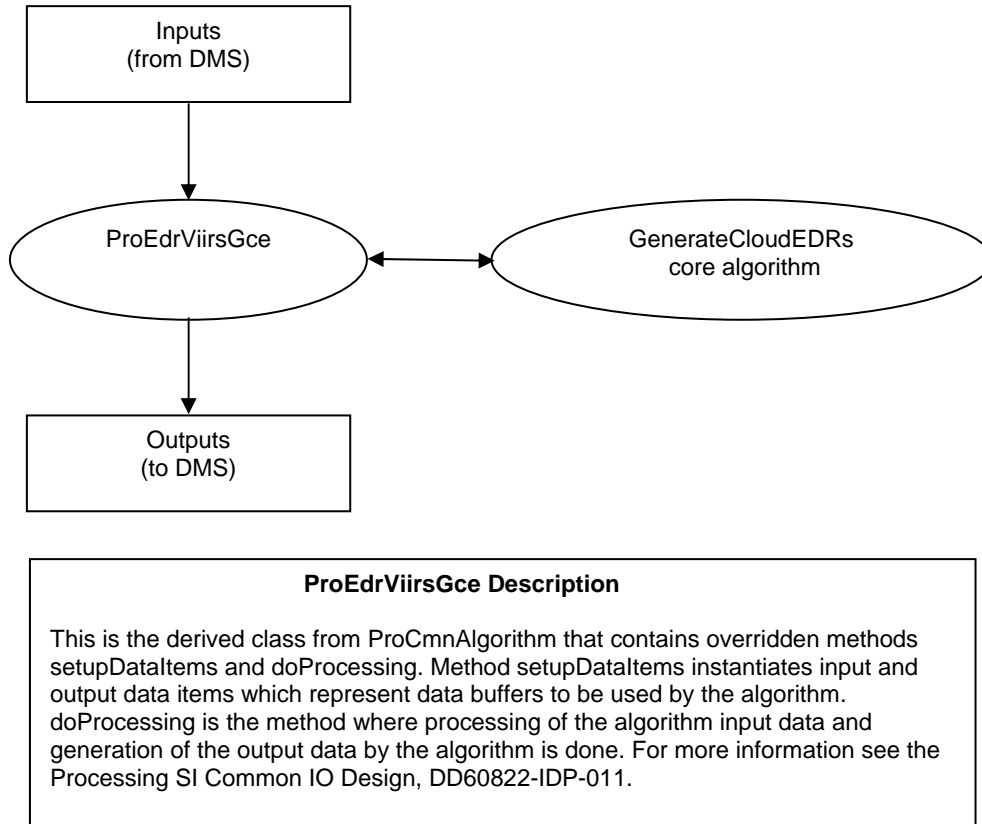 Inputs
(from DMS)
ProEdrViirsGce
GenerateCloudEDRs
core algorithm
Outputs
(to DMS)
ProEdrViirsGce Description
This is the derived class from ProCmnAlgorithm that contains overridden methods
setupDataItems and doProcessing. Method setupDataItems instantiates input and
output data items which represent data buffers to be used by the algorithm.
doProcessing is the method where processing of the algorithm input data and
generation of the output data by the algorithm is done. For more information see the
Processing SI Common IO Design, DD60822-IDP-011.